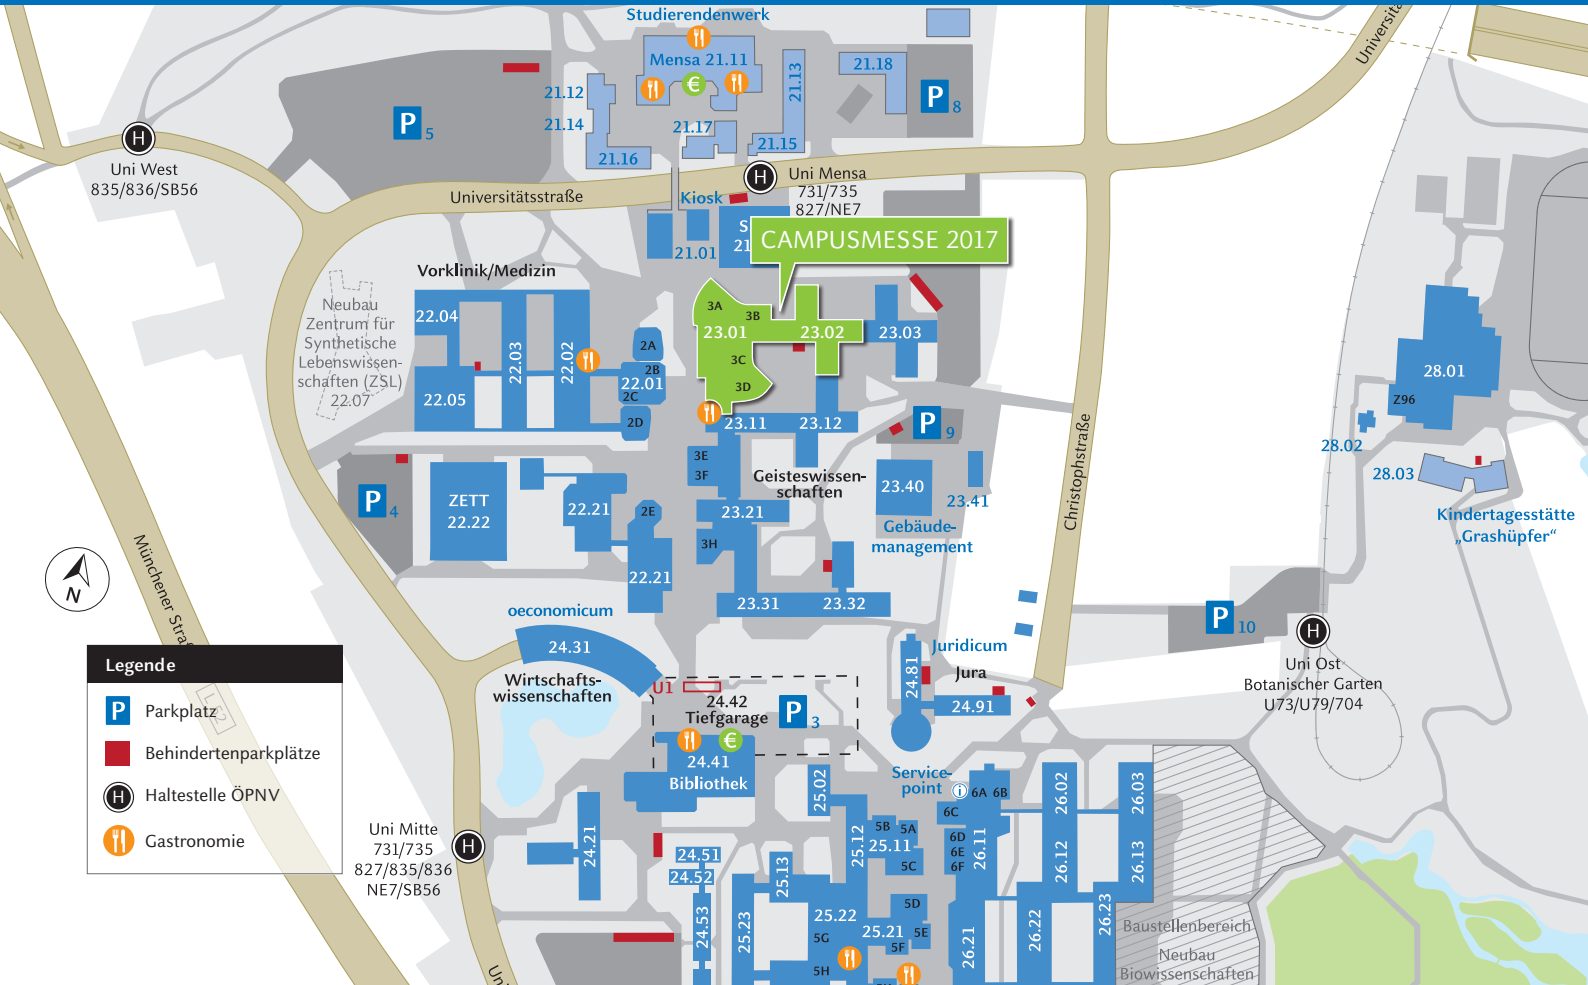 Studierendenwerk
Mensa 21.11
€
21.12
21.14
21.16
21.17
21.13
21.15
21.18
P 8
P 5
H
Uni West
835/836/SB56
Universitätsstraße
H
Uni Mensa
731/735
827/NE7
Kiosk
21.01
S
21
CAMPUSMESSE 2017
Vorklinik/Medizin
Neubau
Zentrum für
Synthetische
Lebenswissen-
schaften (ZSL)
22.07
22.04
22.03
22.02
22.05
2A
2B
22.01
2C
2D
3A
3B
23.01
23.02
23.03
3C
3D
23.11
23.12
P 9
3E
3F
Geisteswissen-
schaften
23.40
23.41
Gebäude-
management
Christophstraße
28.01
Z96
28.02
28.03
Kindertagesstätte
„Grashüpfer“
P 4
ZETT
22.22
22.21
2E
22.21
23.21
3H
23.31
23.32
N
Münchener Straß
L 52
oeconomicum
24.31
Wirtschafts-
wissenschaften
U1
24.42
Tiefgarage
P 3
€
24.41
Bibliothek
Juridicum
Jura
24.81
24.91
P 10
H
Uni Ost
Botanischer Garten
U73/U79/704
Legende
P Parkplatz
Behindertenparkplätze
H Haltestelle ÖPNV
Gastronomie
Uni Mitte
731/735
827/835/836
NE7/SB56
H
24.21
24.51
24.52
24.53
25.02
25.12
25.13
25.23
25.22
5G
5H
5B
5A
25.11
5C
5D
25.21
5E
5F
Service-
point
i
6A
6B
6C
6D
6E
6F
26.11
26.02
26.03
26.12
26.13
26.21
26.22
26.23
Baustellenbereich
Neubau
Biowissenschaften